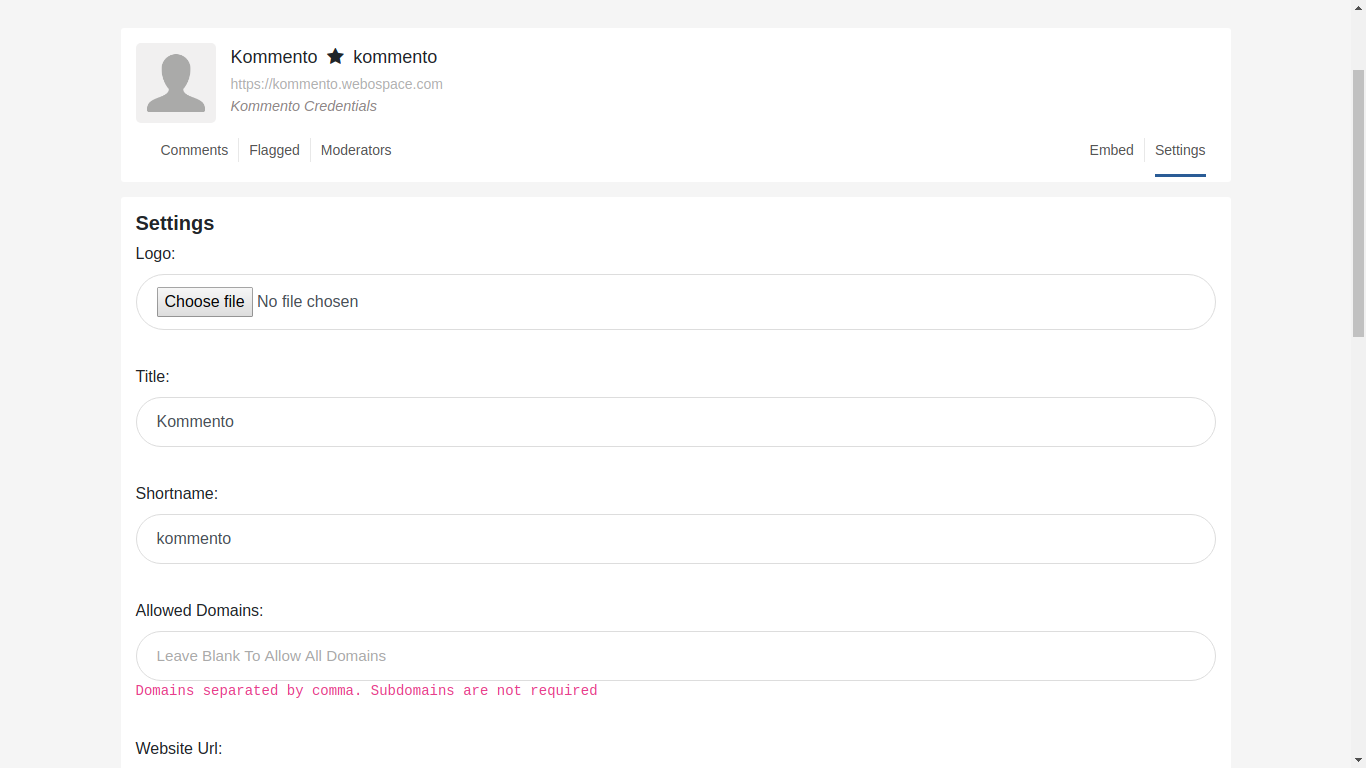 Kommento ★ kommento
https://kommento.webospace.com
Kommento Credentials
Comments Flagged Moderators Embed Settings
Settings
Logo:
Choose file No file chosen
Title:
Kommento
Shortname:
kommento
Allowed Domains:
Leave Blank To Allow All Domains
Domains separated by comma. Subdomains are not required
Website Url: